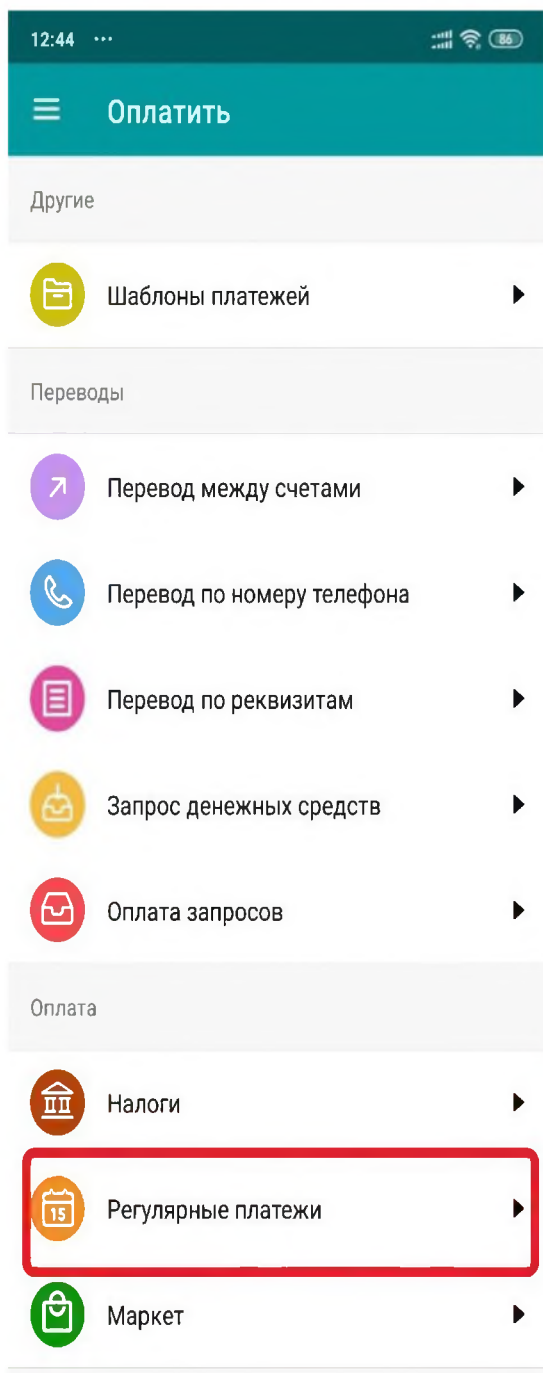 12:44 ... 86
Оплатить
Другие
Шаблоны платежей
Переводы
Перевод между счетами
Перевод по номеру телефона
Перевод по реквизитам
Запрос денежных средств
Оплата запросов
Оплата
Налоги
15 Регулярные платежи
Маркет